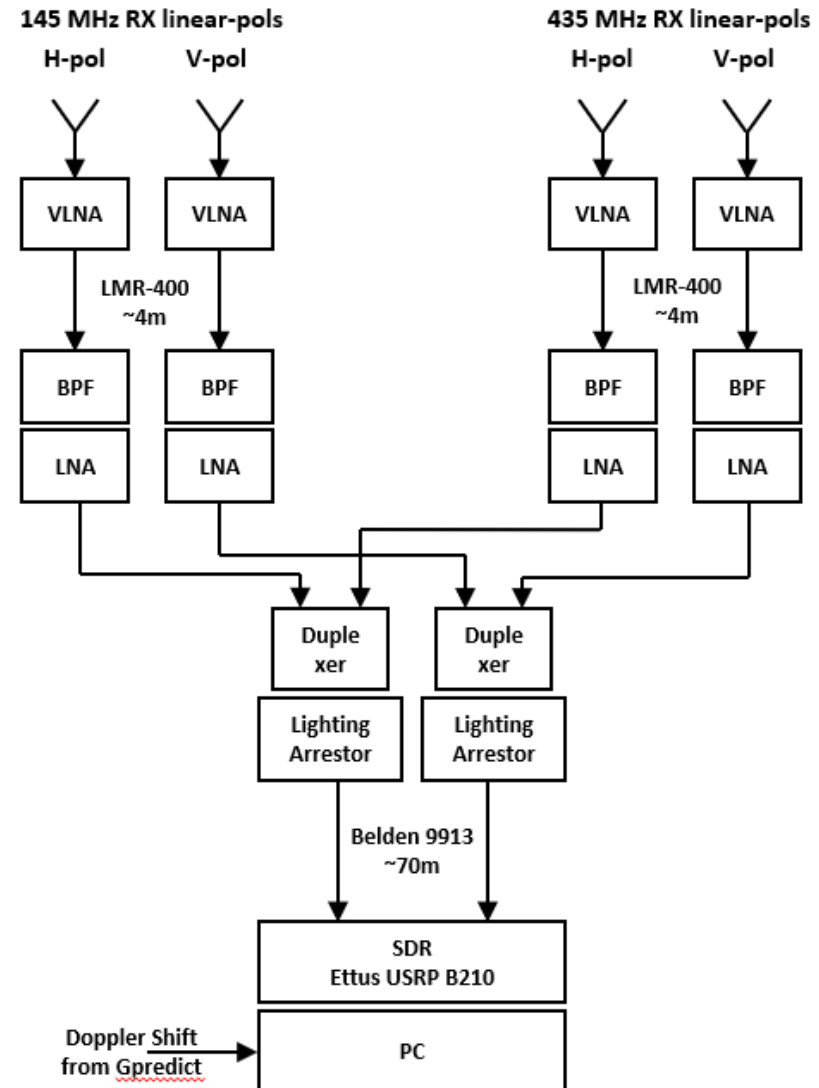 145 MHz RX linear-pols
435 MHz RX linear-pols
H-pol
V-pol
H-pol
V-pol
VLNA
VLNA
VLNA
VLNA
LMR-400
~4m
LMR-400
~4m
BPF
BPF
BPF
BPF
LNA
LNA
LNA
LNA
Duple
xer
Duple
xer
Lighting
Arrestor
Lighting
Arrestor
Belden 9913
~70m
SDR
Ettus USRP B210
Doppler Shift
from Gpredict
PC